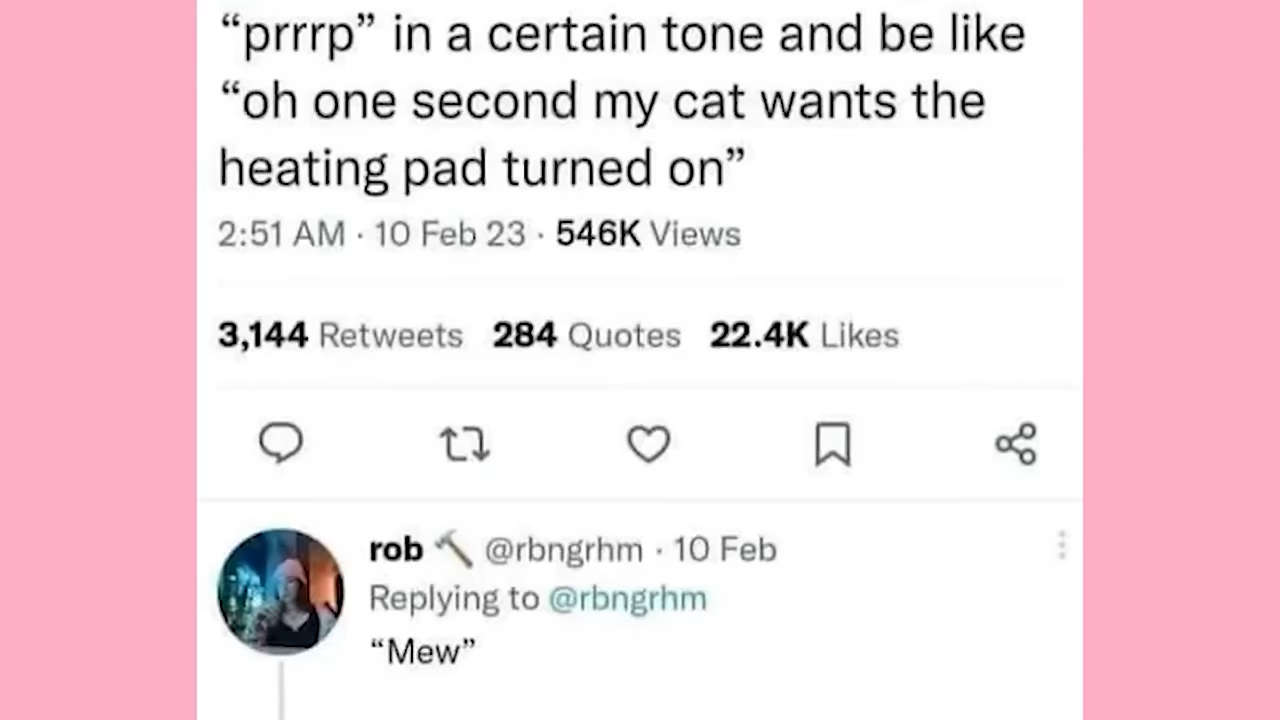 “prrrp” in a certain tone and be like
“oh one second my cat wants the
heating pad turned on”
2:51 AM · 10 Feb 23 · 546K Views
3,144 Retweets 284 Quotes 22.4K Likes
rob 🔨 @rbngrhm · 10 Feb
Replying to @rbngrhm
“Mew”